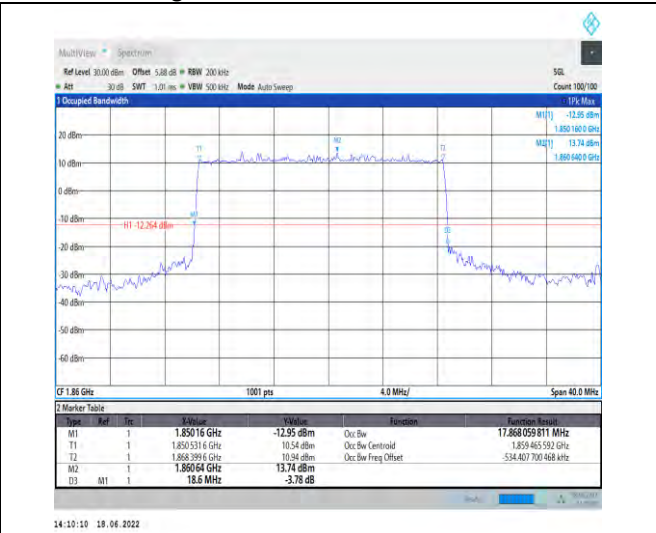 MultiView Spectrum
Ref Level 30.00 dBm Offset 5.88 dB RBW 200 kHz SGL
Att 30 dB SWT 1.01 ms VBW 500 kHz Mode Auto Sweep Count 100/100
1 Occupied Bandwidth 1Pk Max
M1[1] -12.95 dBm
1.850 160 0 GHz
20 dBm M2 M2[1] 13.74 dBm
T1 T2 1.860 640 0 GHz
10 dBm
0 dBm
-10 dBm M1
H1 -12.264 dBm
-20 dBm D3
-30 dBm
-40 dBm
-50 dBm
-60 dBm
CF 1.86 GHz 1001 pts 4.0 MHz/ Span 40.0 MHz
2 Marker Table
Type Ref Trc X-Value Y-Value Function Function Result
M1 1 1.85016 GHz -12.95 dBm Occ Bw 17.868 059 811 MHz
T1 1 1.850 531 6 GHz 10.54 dBm Occ Bw Centroid 1.859 465 592 GHz
T2 1 1.868 399 6 GHz 10.94 dBm Occ Bw Freq Offset -534.407 700 468 kHz
M2 1 1.86064 GHz 13.74 dBm
D3 M1 1 18.6 MHz -3.78 dB
14:10:10 18.06.2022